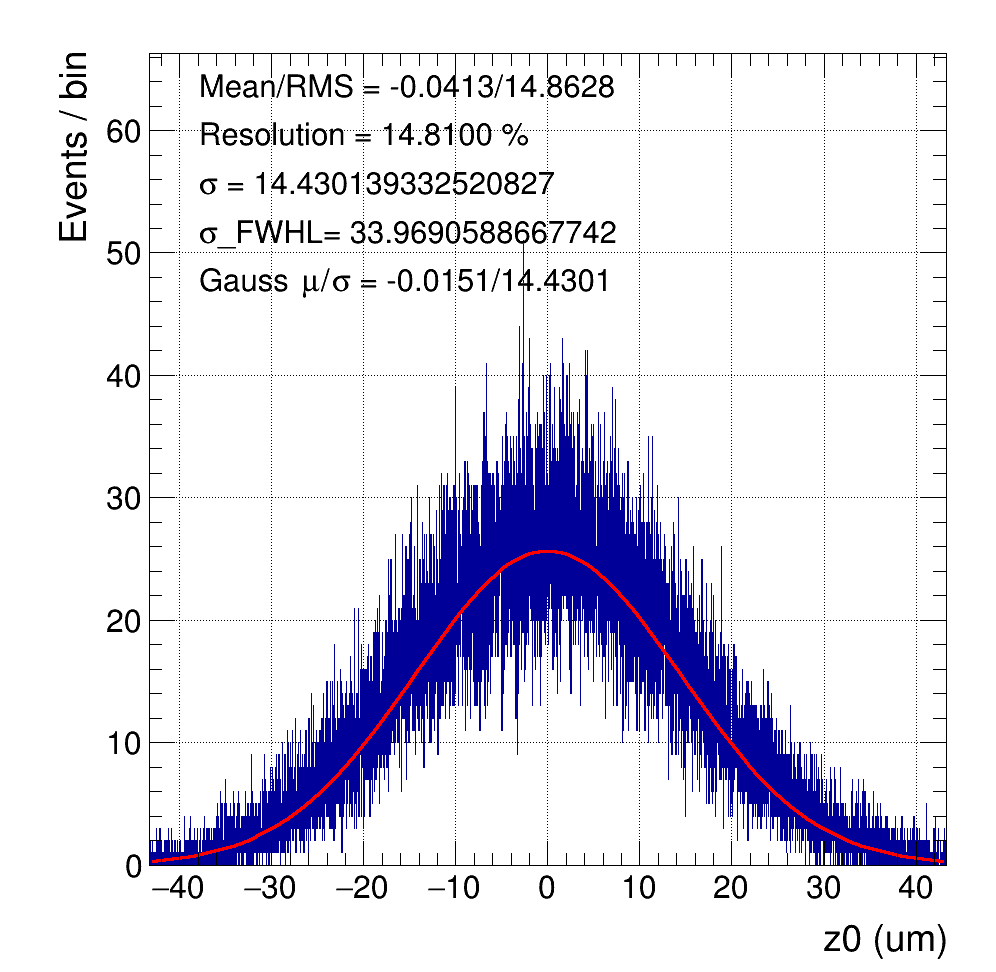 Events / bin
Mean/RMS = -0.0413/14.8628
Resolution = 14.8100 %
σ = 14.430139332520827
σ_FWHL= 33.9690588667742
Gauss μ/σ = -0.0151/14.4301
60
50
40
30
20
10
0
−40 −30 −20 −10 0 10 20 30 40
z0 (um)